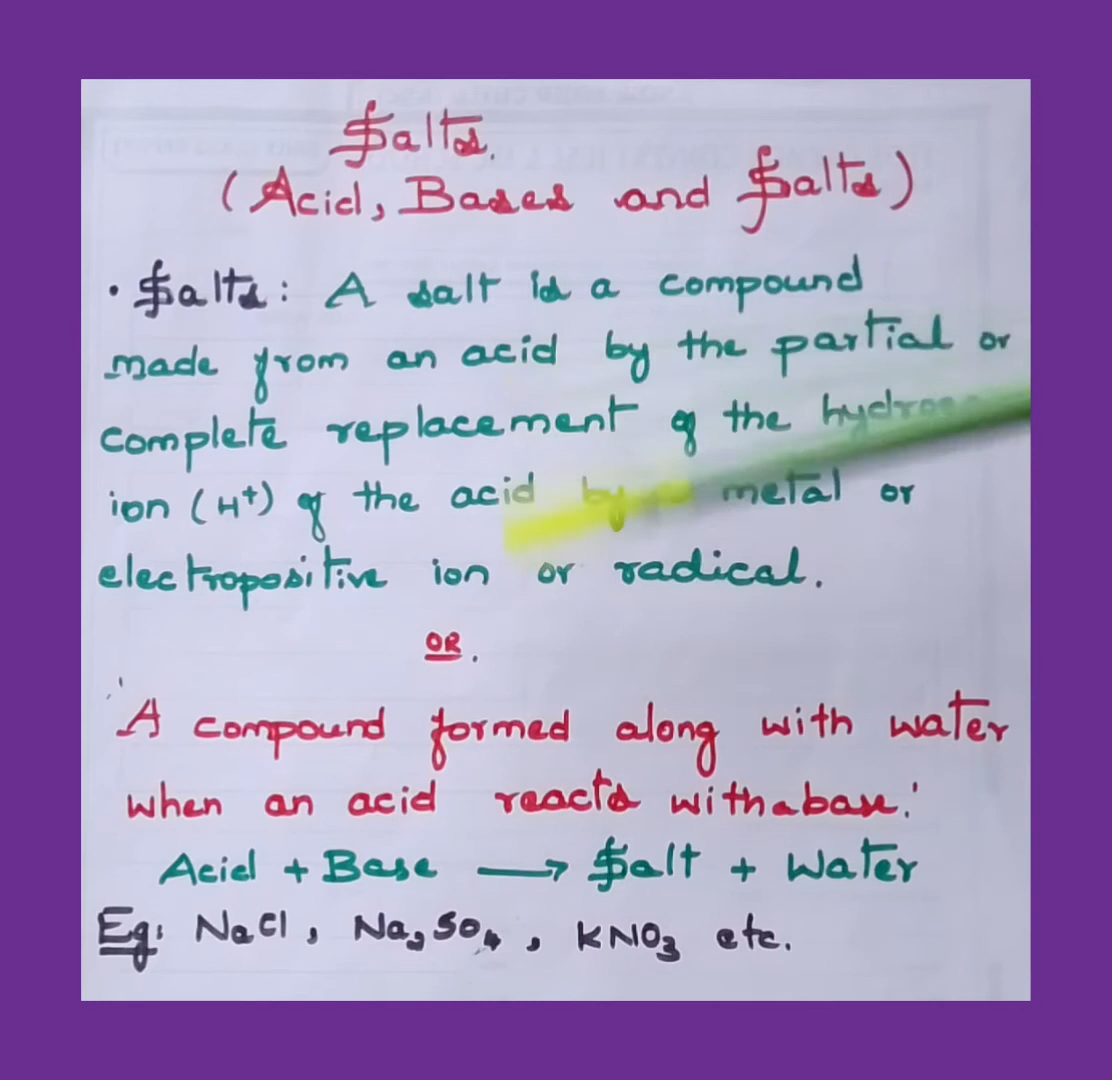 Salts.
(Acid, Bases and Salts)
• Salts: A salt is a compound
made from an acid by the partial or
complete replacement of the
ion (H+) of the acid by metal or
electropositive ion or radical.
OR.
'A compound formed along with water
when an acid reacts with a base.'
Acid + Base ⟶ Salt + Water
Eg: NaCl, Na₂SO₄, KNO₃ etc.